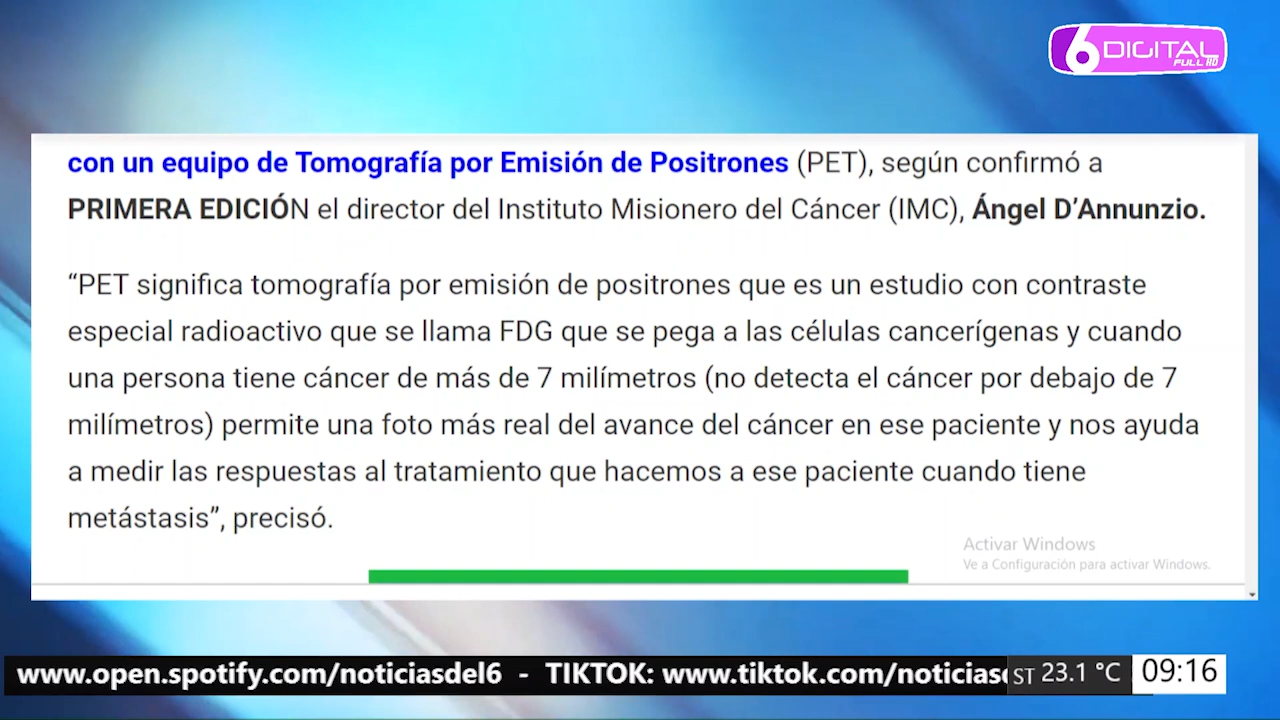 6 DIGITAL
FULL HD
con un equipo de Tomografía por Emisión de Positrones (PET), según confirmó a
PRIMERA EDICIÓN el director del Instituto Misionero del Cáncer (IMC), Ángel D’Annunzio.
“PET significa tomografía por emisión de positrones que es un estudio con contraste
especial radioactivo que se llama FDG que se pega a las células cancerígenas y cuando
una persona tiene cáncer de más de 7 milímetros (no detecta el cáncer por debajo de 7
milímetros) permite una foto más real del avance del cáncer en ese paciente y nos ayuda
a medir las respuestas al tratamiento que hacemos a ese paciente cuando tiene
metástasis”, precisó.
Activar Windows
Ve a Configuración para activar Windows.
www.open.spotify.com/noticiasdel6 - TIKTOK: www.tiktok.com/noticias
ST 23.1 °C 09:16